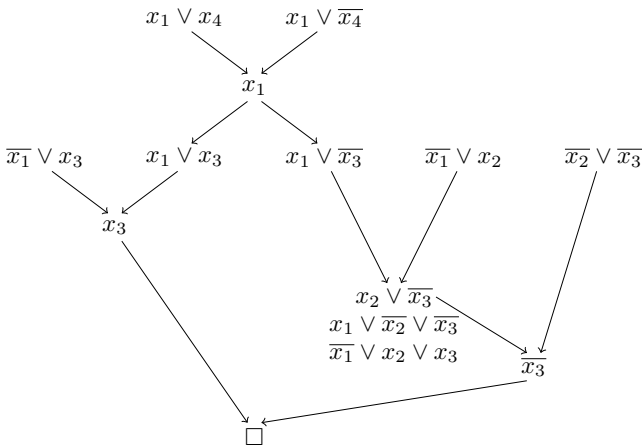 x₁ ∨ x₄ x₁ ∨ x̅₄
x₁
x̅₁ ∨ x₃ x₁ ∨ x₃ x₁ ∨ x̅₃ x̅₁ ∨ x₂ x̅₂ ∨ x̅₃
x₃
x₂ ∨ x̅₃
x₁ ∨ x̅₂ ∨ x̅₃
x̅₁ ∨ x₂ ∨ x₃
x̅₃
□